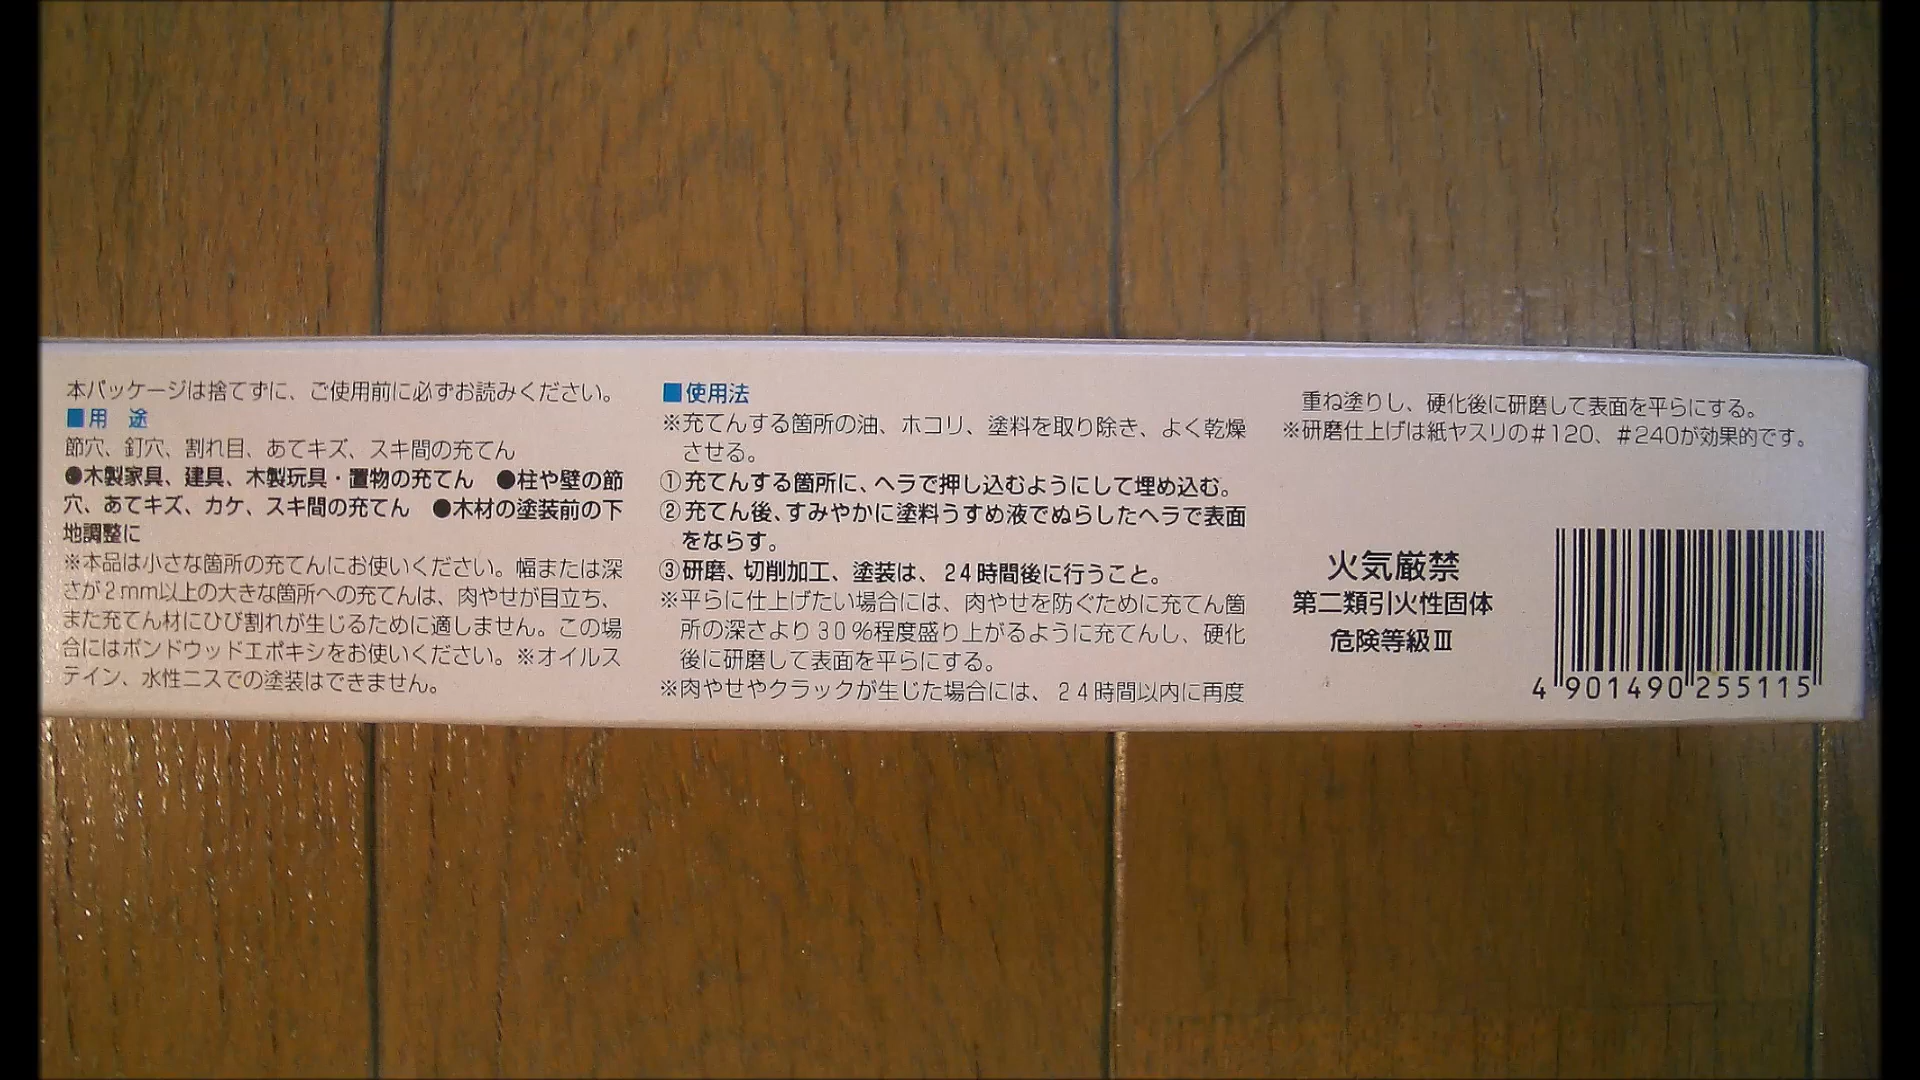 本パッケージは捨てずに、ご使用前に必ずお読みください。
■用 途
節穴、釘穴、割れ目、あてキズ、スキ間の充てん
●木製家具、建具、木製玩具・置物の充てん ●柱や壁の節
穴、あてキズ、カケ、スキ間の充てん ●木材の塗装前の下
地調整に
※本品は小さな箇所の充てんにお使いください。幅または深
さが2mm以上の大きな箇所への充てんは、肉やせが目立ち、
また充てん材にひび割れが生じるために適しません。この場
合にはボンドウッドエポキシをお使いください。※オイルス
テイン、水性ニスでの塗装はできません。
■使用法
※充てんする箇所の油、ホコリ、塗料を取り除き、よく乾燥
させる。
①充てんする箇所に、ヘラで押し込むようにして埋め込む。
②充てん後、すみやかに塗料うすめ液でぬらしたヘラで表面
をならす。
③研磨、切削加工、塗装は、24時間後に行うこと。
※平らに仕上げたい場合には、肉やせを防ぐために充てん箇
所の深さより30%程度盛り上がるように充てんし、硬化
後に研磨して表面を平らにする。
※肉やせやクラックが生じた場合には、24時間以内に再度
重ね塗りし、硬化後に研磨して表面を平らにする。
※研磨仕上げは紙ヤスリの#120、#240が効果的です。
火気厳禁
第二類引火性固体
危険等級Ⅲ
4 901490 255115